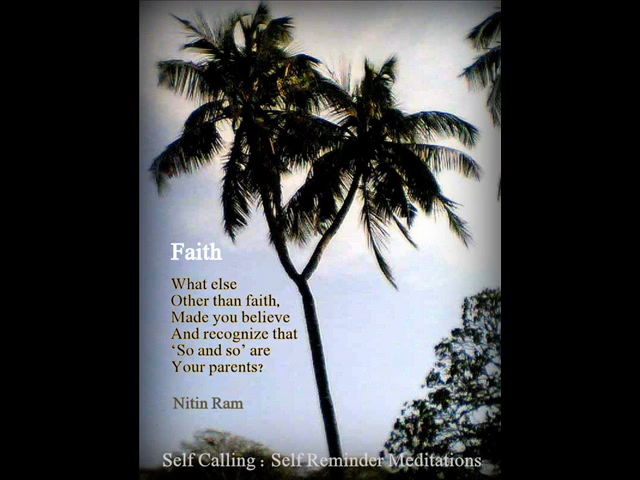 Faith
What else
Other than faith,
Made you believe
And recognize that
‘So and so’ are
Your parents?
Nitin Ram
Self Calling : Self Reminder Meditations